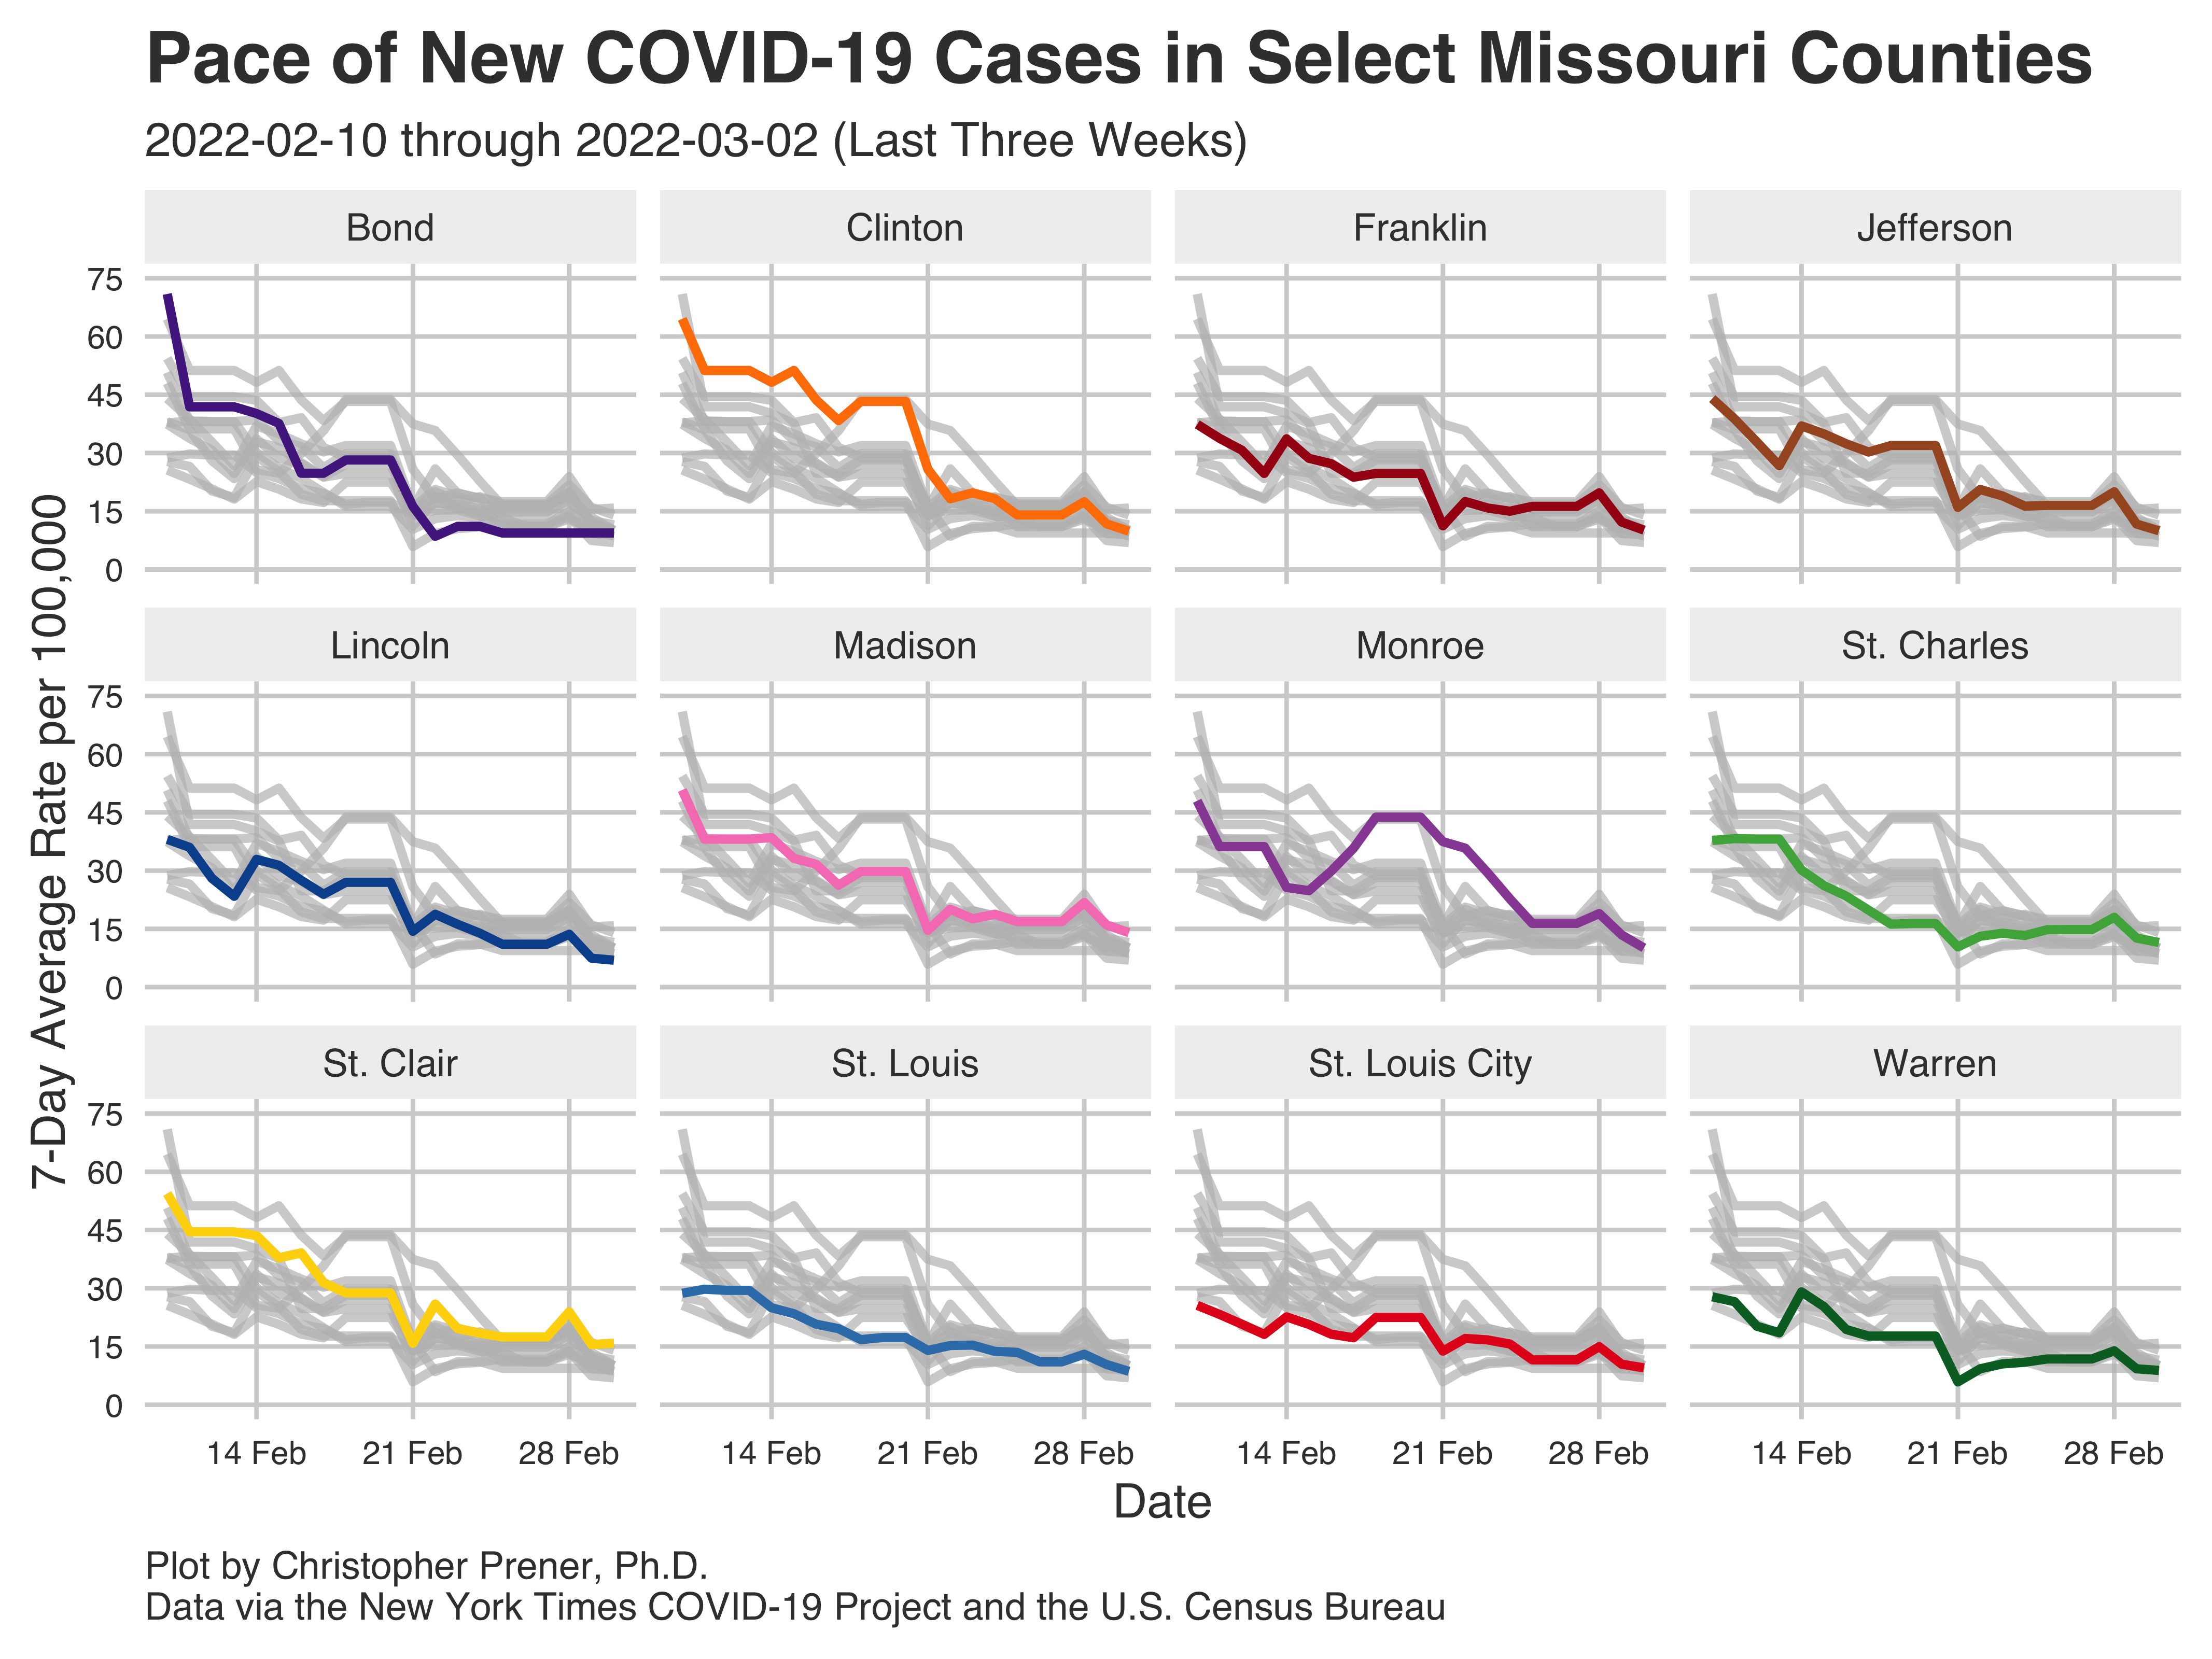 Pace of New COVID-19 Cases in Select Missouri Counties
2022-02-10 through 2022-03-02 (Last Three Weeks)
7-Day Average Rate per 100,000
Bond
Clinton
Franklin
Jefferson
75
60
45
30
15
0
Lincoln
Madison
Monroe
St. Charles
75
60
45
30
15
0
St. Clair
St. Louis
St. Louis City
Warren
75
60
45
30
15
0
14 Feb 21 Feb 28 Feb
14 Feb 21 Feb 28 Feb
14 Feb 21 Feb 28 Feb
14 Feb 21 Feb 28 Feb
Date
Plot by Christopher Prener, Ph.D.
Data via the New York Times COVID-19 Project and the U.S. Census Bureau